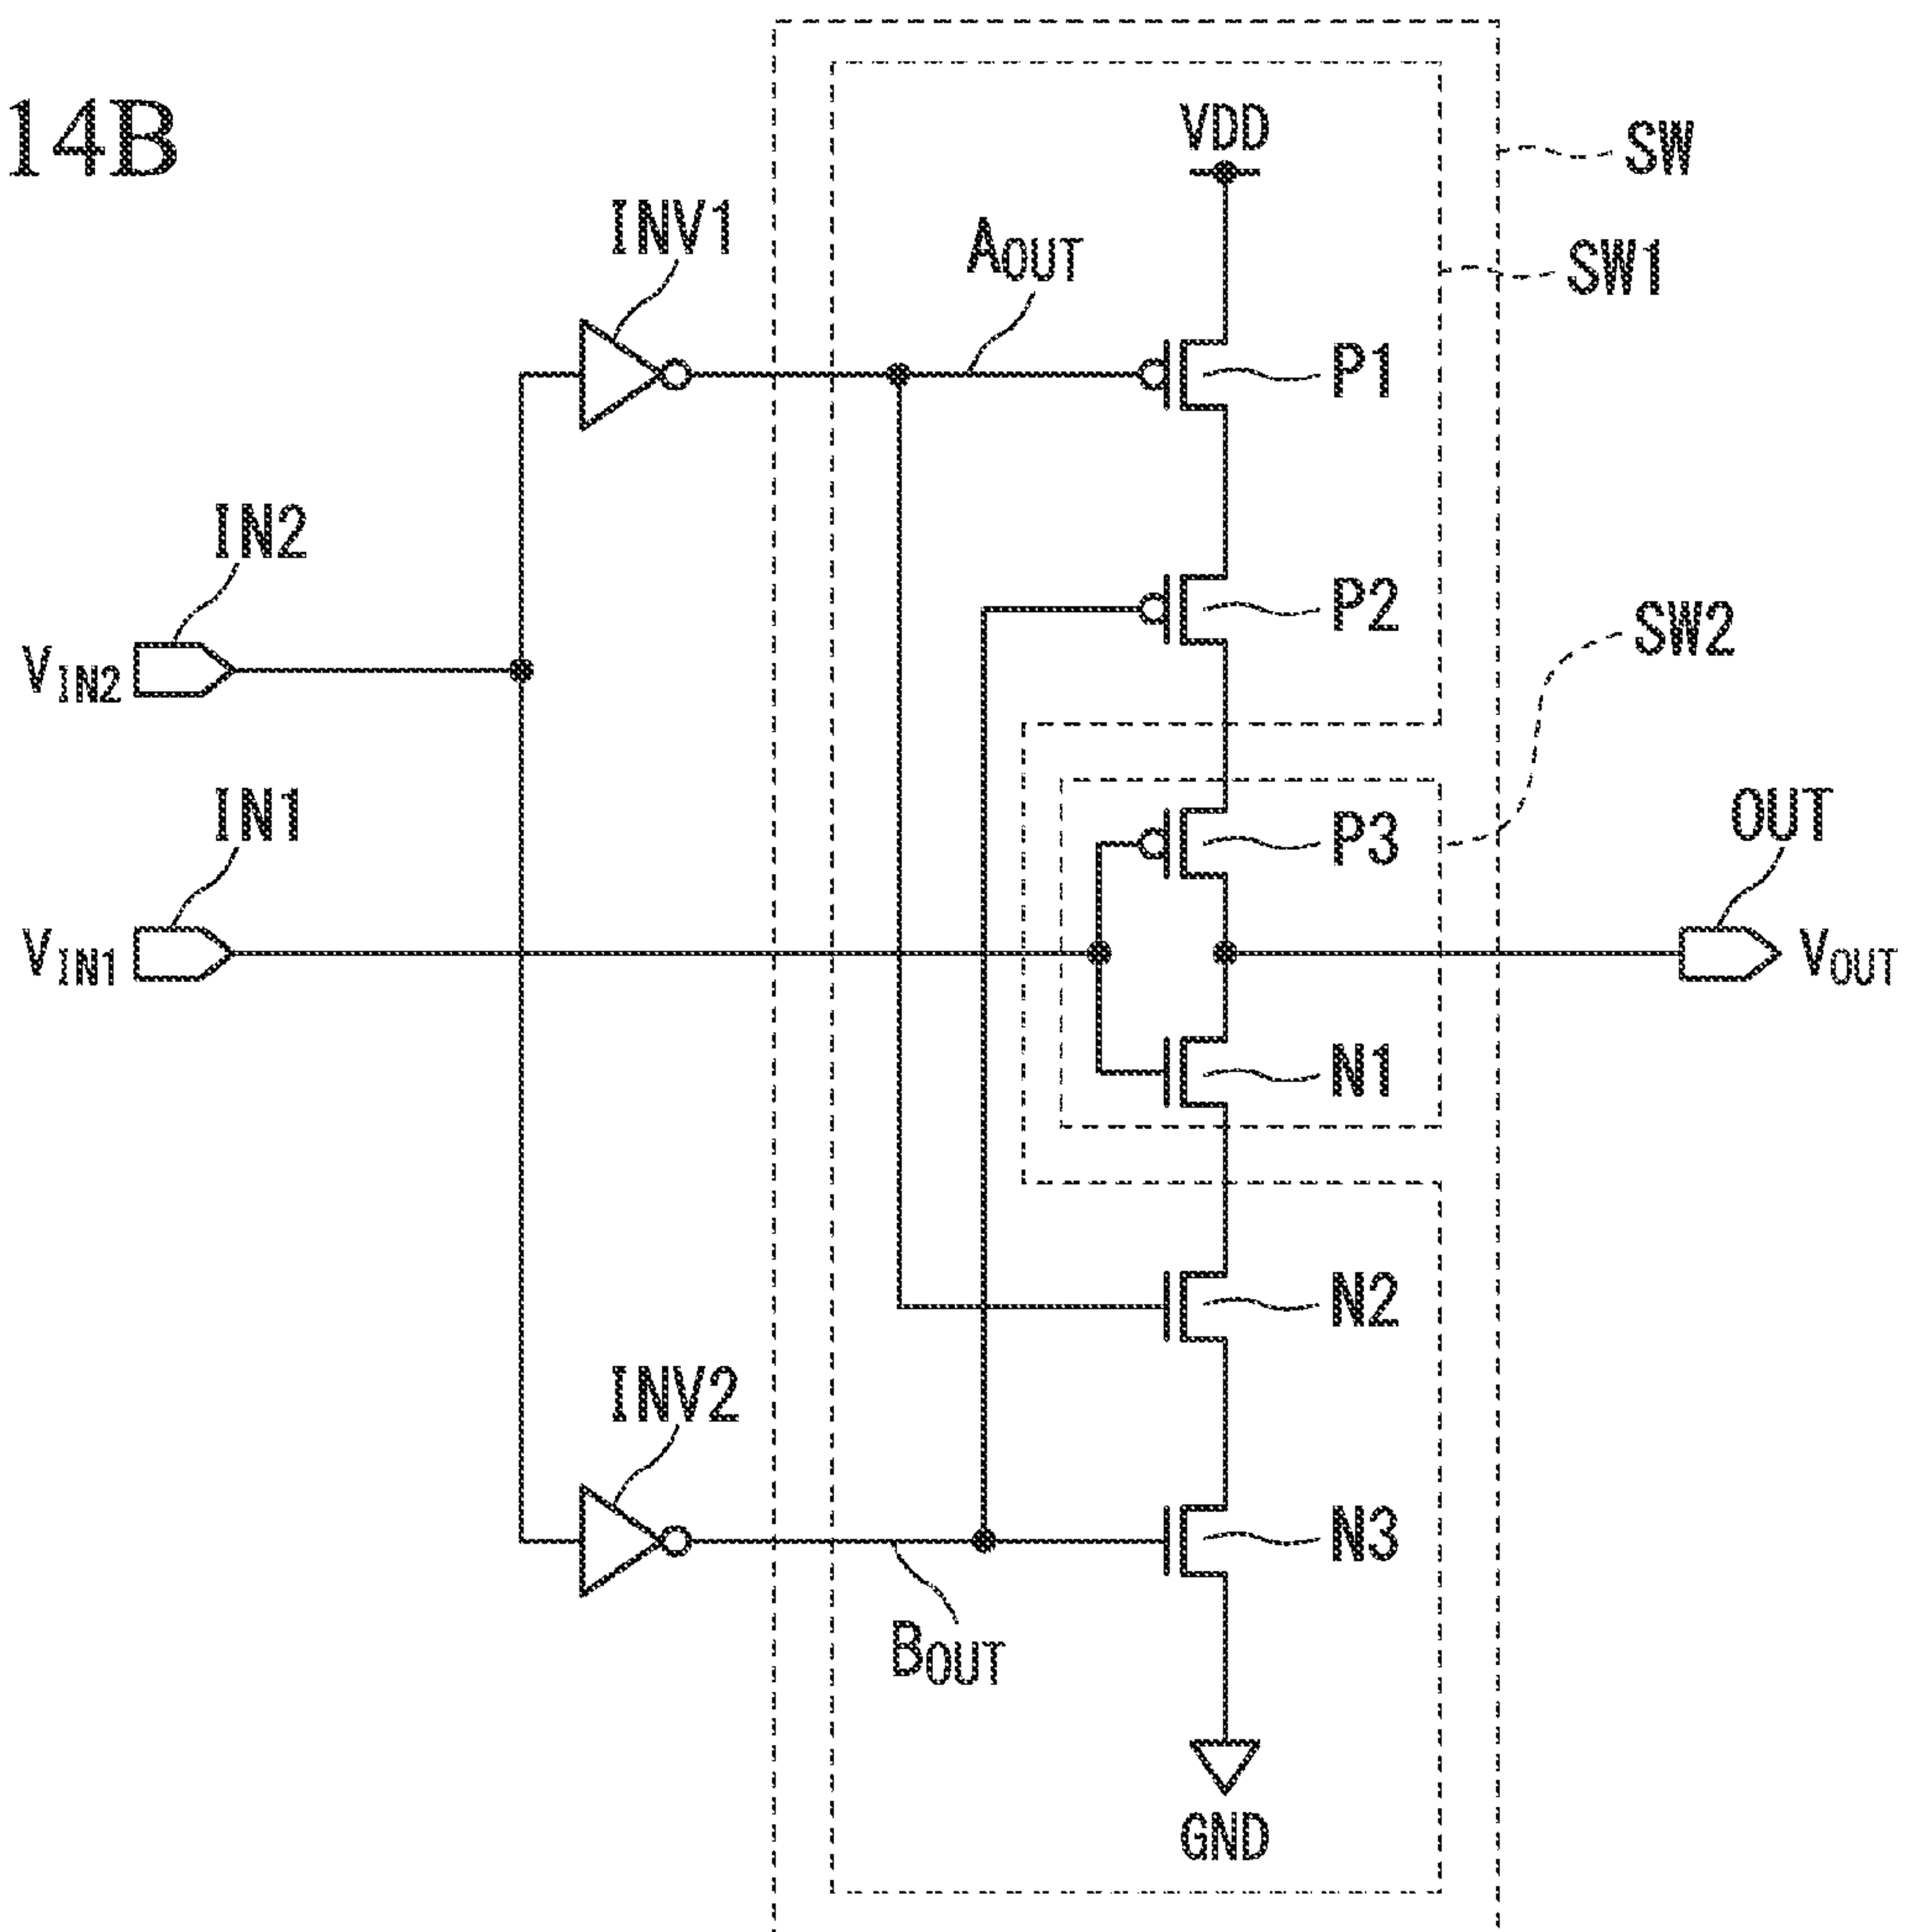 14B
VDD
SW
INV1
AOUT
SW1
P1
IN2
P2
SW2
VIN2
IN1
P3
OUT
VIN1
VOUT
N1
N2
INV2
N3
BOUT
GND